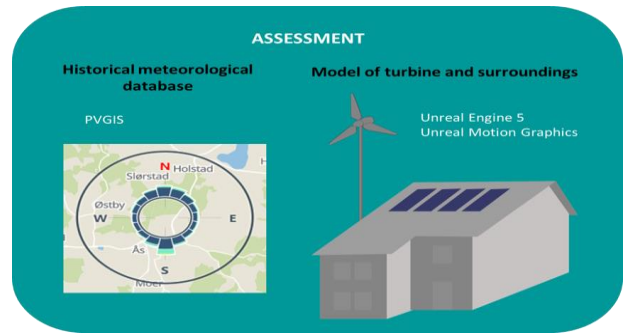 ASSESSMENT
Historical meteorological
database
Model of turbine and surroundings
PVGIS
Unreal Engine 5
Unreal Motion Graphics
N
Holstad
H
Slørstad
Østby
W
E
Ås
S
Moer